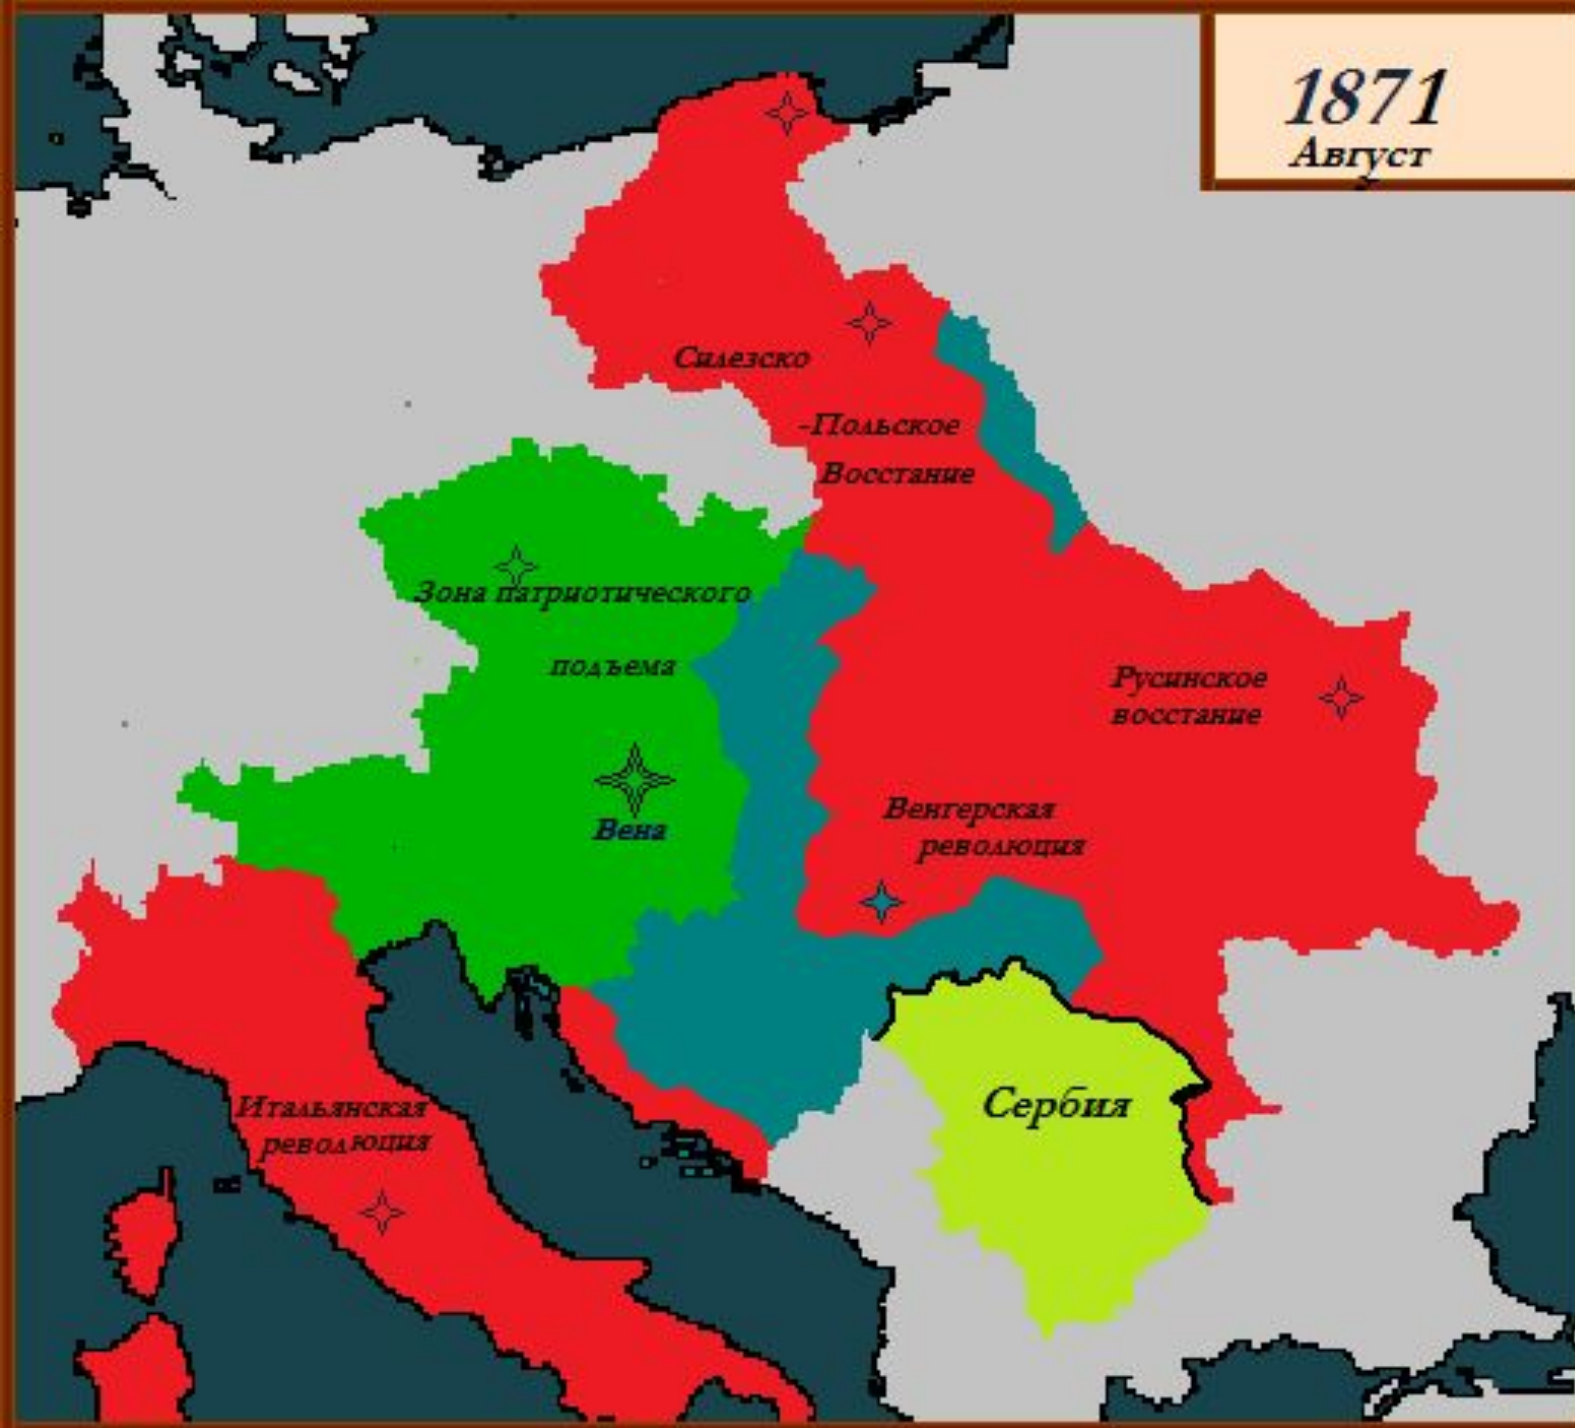 1871
Август
Силезско
-Польское
Восстание
Зона патриотического
подъема
Русинское
восстание
Вена
Венгерская
революция
Сербия
Итальянская
революция